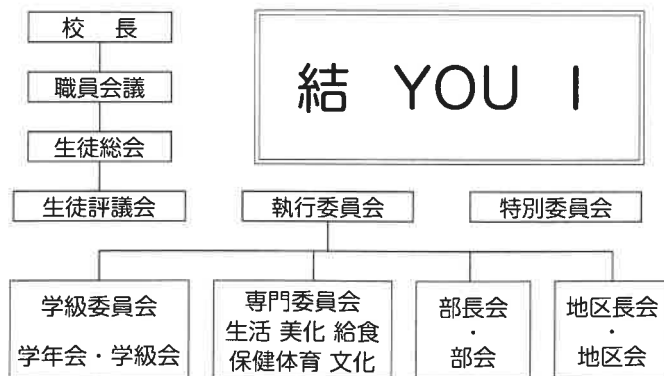 校 長
結 YOU I
職員会議
生徒総会
生徒評議会
執行委員会
特別委員会
学級委員会
学年会・学級会
専門委員会
生活 美化 給食
保健体育 文化
部長会
・
部会
地区長会
・
地区会